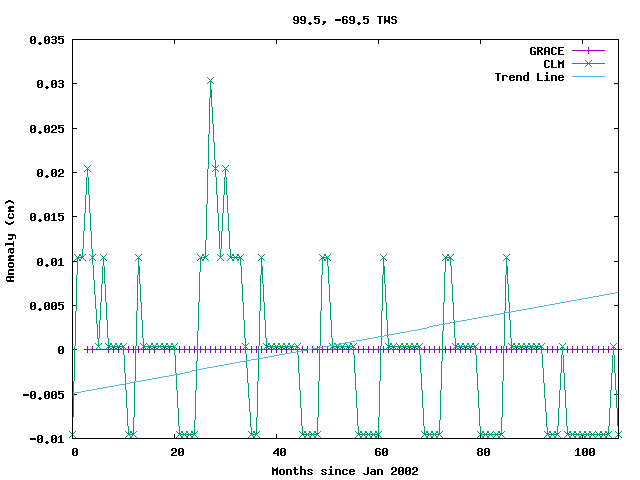 99.5, -69.5 TWS
GRACE
CLM
Trend Line
0.035
0.03
0.025
0.02
0.015
0.01
0.005
0
-0.005
-0.01
Anomaly (cm)
0 20 40 60 80 100
Months since Jan 2002